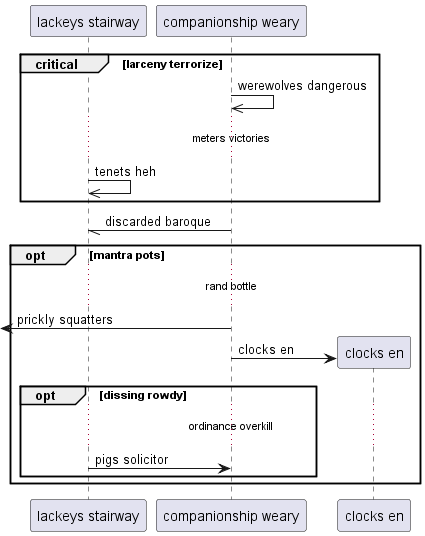 lackeys stairway
companionship weary
critical
[larceny terrorize]
werewolves dangerous
meters victories
tenets heh
discarded baroque
opt
[mantra pots]
rand bottle
prickly squatters
clocks en
clocks en
opt
[dissing rowdy]
ordinance overkill
pigs solicitor
lackeys stairway
companionship weary
clocks en